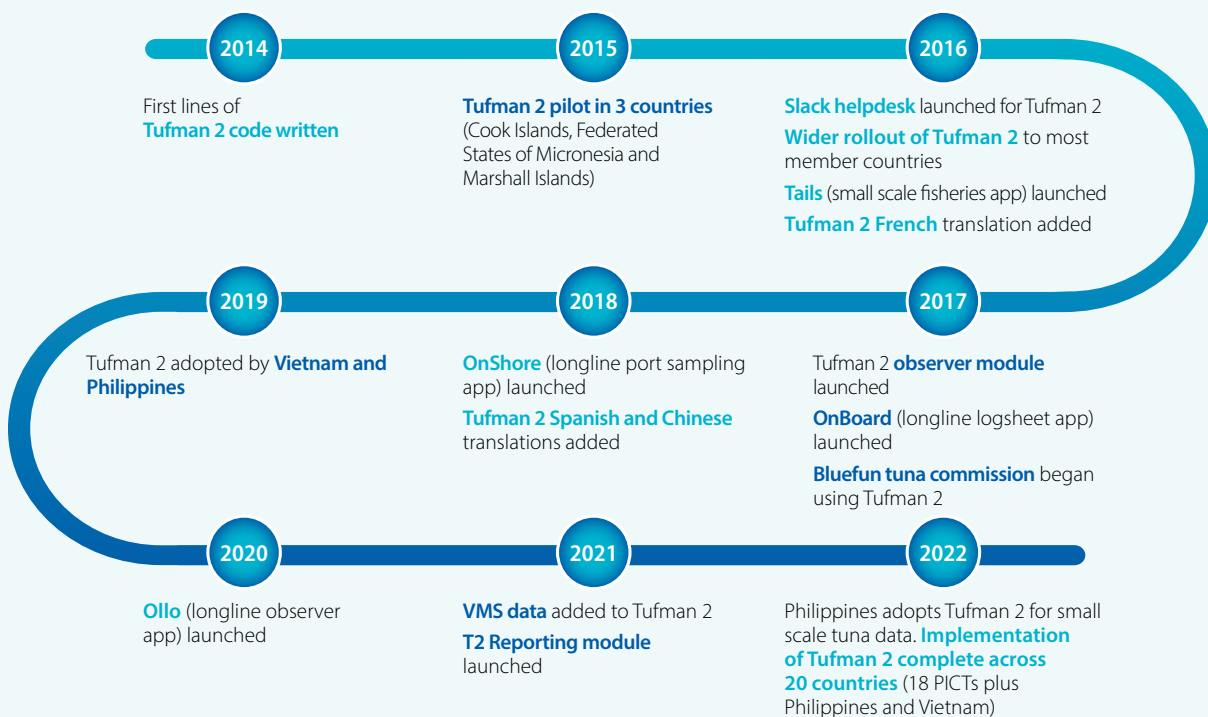 2014
First lines of
Tufman 2 code written
2015
Tufman 2 pilot in 3 countries
(Cook Islands, Federated
States of Micronesia and
Marshall Islands)
2016
Slack helpdesk launched for Tufman 2
Wider rollout of Tufman 2 to most
member countries
Tails (small scale fisheries app) launched
Tufman 2 French translation added
2017
Tufman 2 observer module
launched
OnBoard (longline logsheet app)
launched
Bluefun tuna commission began
using Tufman 2
2018
OnShore (longline port sampling
app) launched
Tufman 2 Spanish and Chinese
translations added
2019
Tufman 2 adopted by Vietnam and
Philippines
2020
Ollo (longline observer
app) launched
2021
VMS data added to Tufman 2
T2 Reporting module
launched
2022
Philippines adopts Tufman 2 for small
scale tuna data. Implementation
of Tufman 2 complete across
20 countries (18 PICTs plus
Philippines and Vietnam)